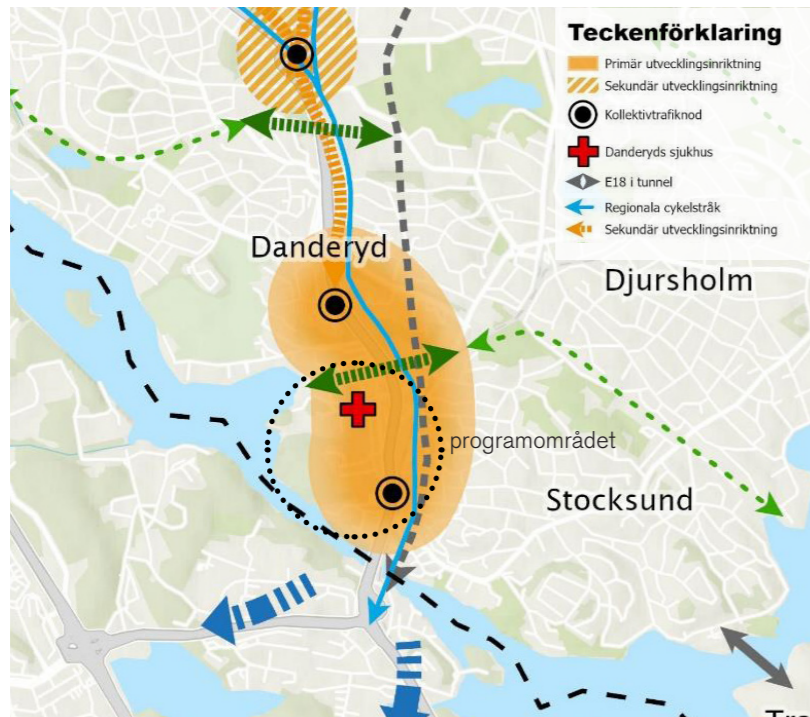 Teckenförklaring
Primär utvecklingsinriktning
Sekundär utvecklingsinriktning
Kollektivtrafiknod
Danderyds sjukhus
E18 i tunnel
Regionala cykelstråk
Sekundär utvecklingsinriktning
Danderyd
Djursholm
programområdet
Stocksund